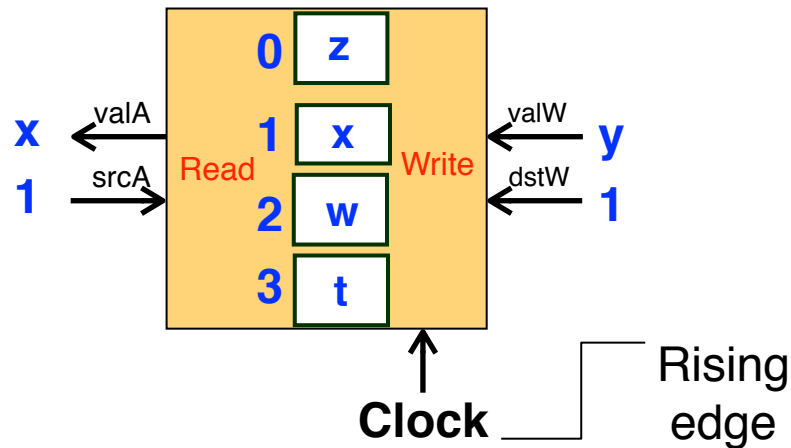 0 z
valA valW
x 1 x y
Read Write
srcA dstW
1 2 w 1
3 t
Rising
edge
Clock